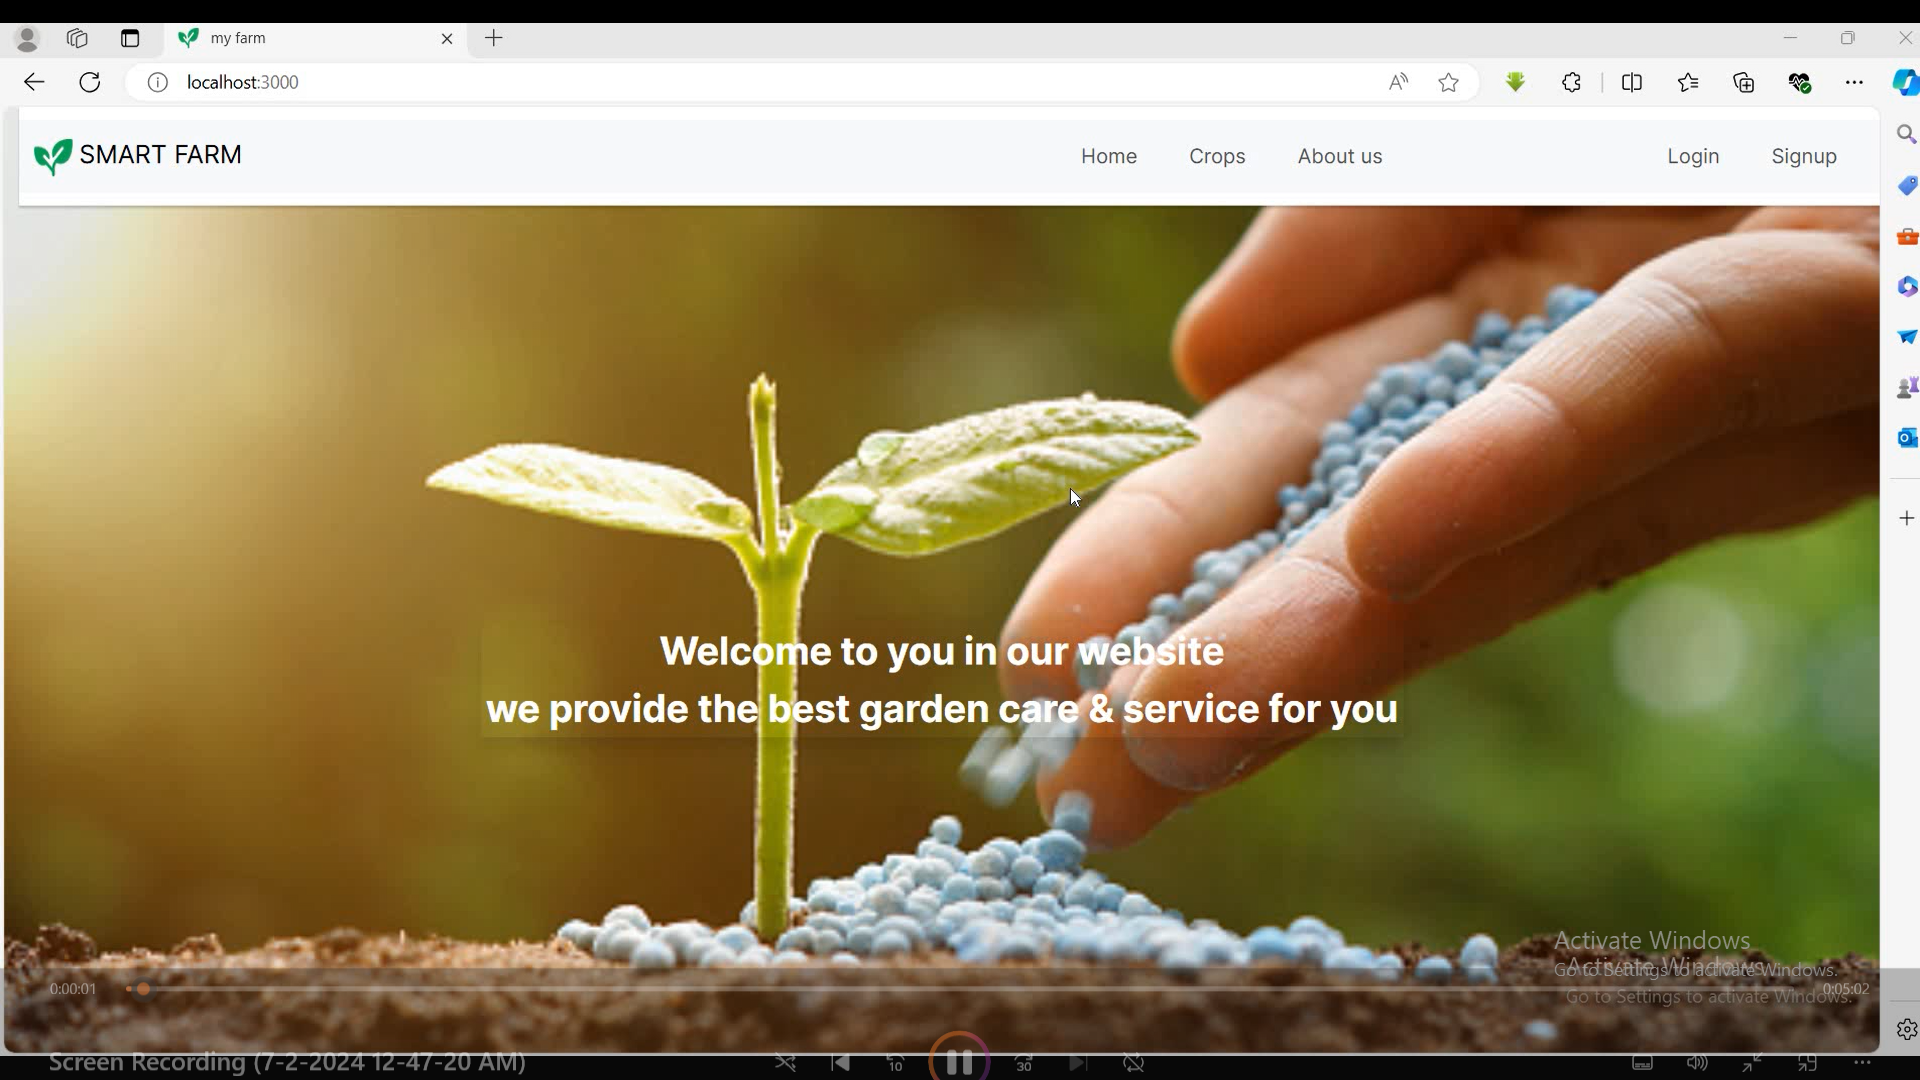 my farm
localhost:3000
SMART FARM
Home
Crops
About us
Login
Signup
Welcome to you in our website
we provide the best garden care & service for you
Activate Windows
Go to Settings to activate Windows.
Activate Windows
Go to Settings to activate Windows.
0:00:01
0:05:02
Screen Recording (7-2-2024 12-47-20 AM)
10
30